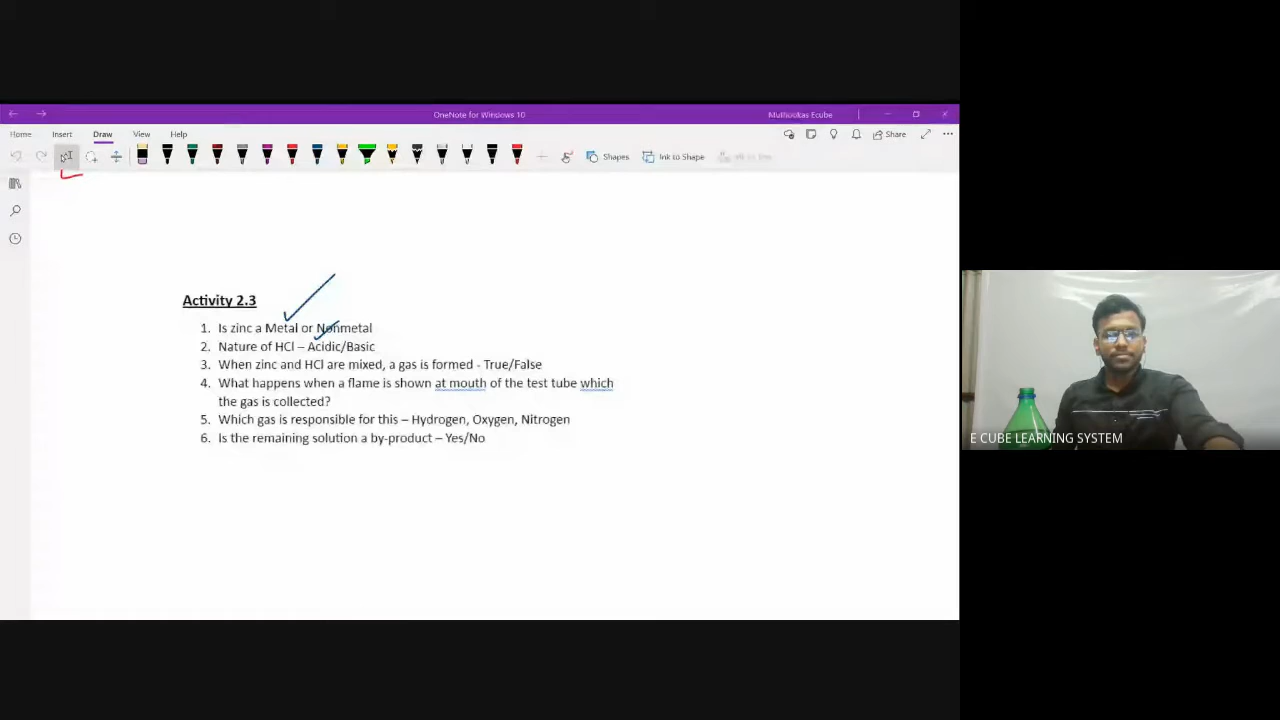 OneNote for Windows 10
Muthuukas Ecube
Home Insert Draw View Help
Share
Shapes Ink to Shape
Activity 2.3
1. Is zinc a Metal or Nonmetal
2. Nature of HCl – Acidic/Basic
3. When zinc and HCl are mixed, a gas is formed - True/False
4. What happens when a flame is shown at mouth of the test tube which
the gas is collected?
5. Which gas is responsible for this – Hydrogen, Oxygen, Nitrogen
6. Is the remaining solution a by-product – Yes/No
E CUBE LEARNING SYSTEM